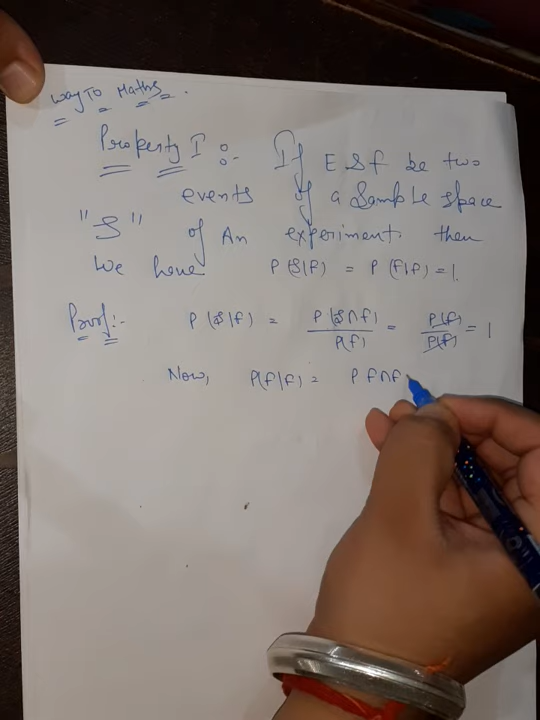 Way To Maths.
Property I :- If E & f be two
events of a Sample space
"S" of An experiment. then
We have P(S|f) = P(f|f) = 1.
Proof:- P(S|f) = P(S∩f)/P(f) = P(f)/P(f) = 1
Now, P(f|f) = P f∩f